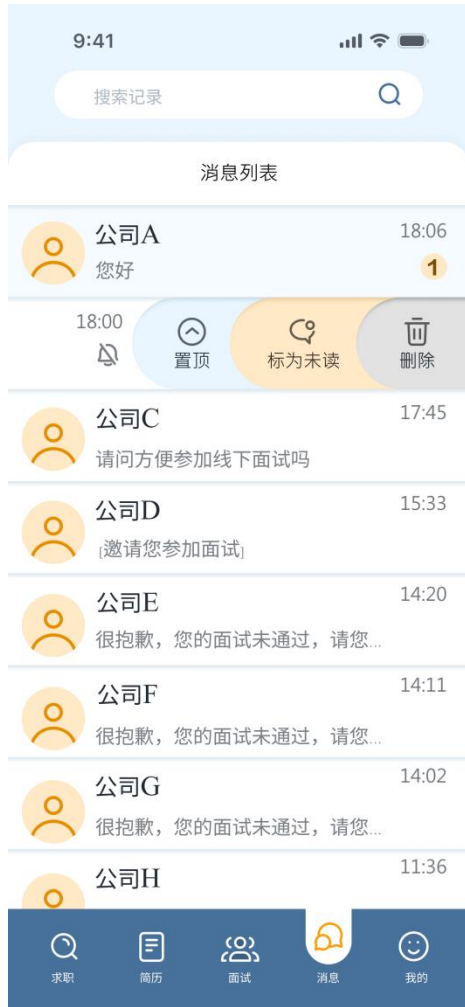 9:41
搜索记录
消息列表
公司A 18:06
您好 1
18:00 置顶 标为未读 删除
公司C 17:45
请问方便参加线下面试吗
公司D 15:33
[邀请您参加面试]
公司E 14:20
很抱歉，您的面试未通过，请您...
公司F 14:11
很抱歉，您的面试未通过，请您...
公司G 14:02
很抱歉，您的面试未通过，请您...
公司H 11:36
求职 简历 面试 消息 我的